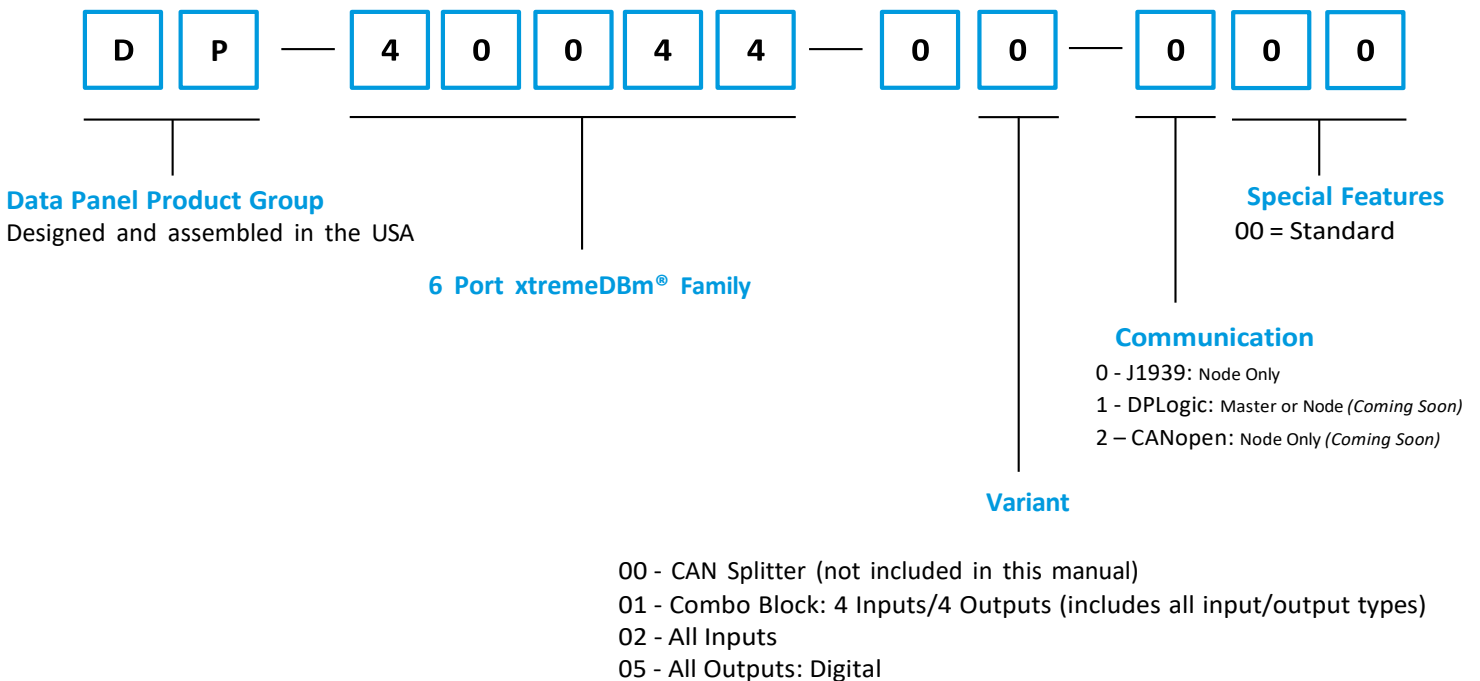 D P — 4 0 0 4 4 — 0 0 — 0 0 0
Data Panel Product Group
Designed and assembled in the USA
6 Port xtremeDBm® Family
Special Features
00 = Standard
Communication
0 - J1939: Node Only
1 - DPLogic: Master or Node (Coming Soon)
2 – CANopen: Node Only (Coming Soon)
Variant
00 - CAN Splitter (not included in this manual)
01 - Combo Block: 4 Inputs/4 Outputs (includes all input/output types)
02 - All Inputs
05 - All Outputs: Digital